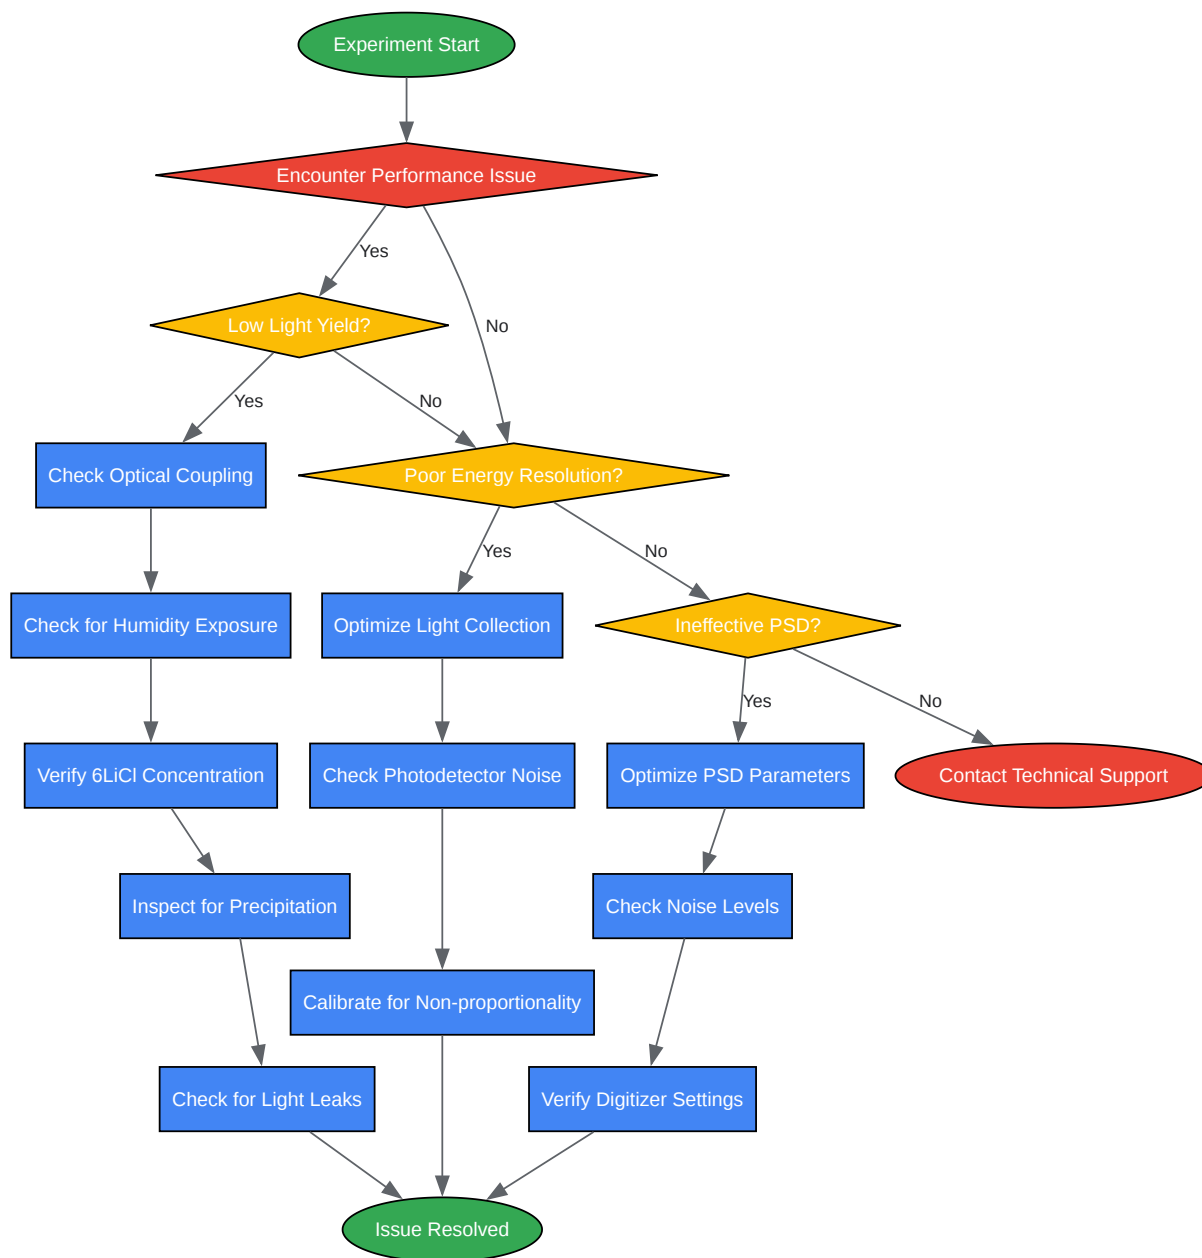 Experiment Start
Encounter Performance Issue
Yes
No
Low Light Yield?
Yes
No
Check Optical Coupling
Poor Energy Resolution?
Yes
No
Check for Humidity Exposure
Optimize Light Collection
Ineffective PSD?
Yes
No
Verify 6LiCl Concentration
Check Photodetector Noise
Optimize PSD Parameters
Contact Technical Support
Inspect for Precipitation
Check Noise Levels
Calibrate for Non-proportionality
Check for Light Leaks
Verify Digitizer Settings
Issue Resolved